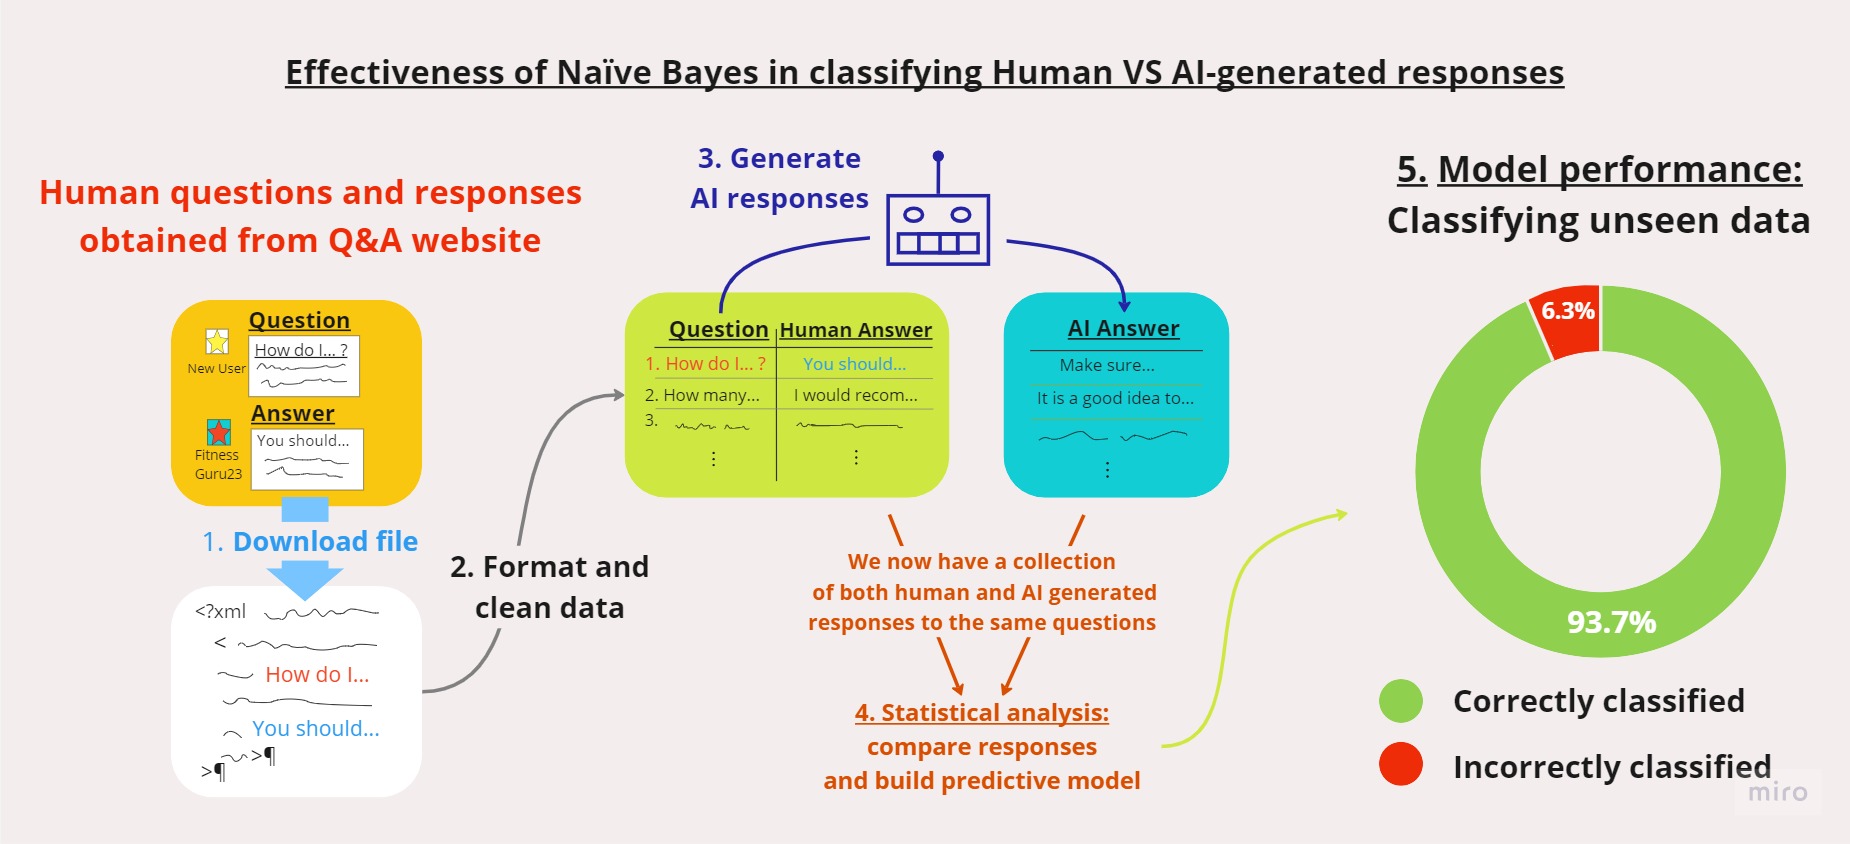 Effectiveness of Naïve Bayes in classifying Human VS AI-generated responses
Human questions and responses
obtained from Q&A website
Question
New User
How do I... ?
Answer
Fitness
Guru23
You should...
1. Download file
<?xml
<
How do I...
You should...
>¶
>¶
2. Format and
clean data
3. Generate
AI responses
Question
Human Answer
1. How do I... ?
You should...
2. How many...
I would recom...
3.
AI Answer
Make sure...
It is a good idea to...
We now have a collection
of both human and AI generated
responses to the same questions
4. Statistical analysis:
compare responses
and build predictive model
5. Model performance:
Classifying unseen data
6.3%
93.7%
Correctly classified
Incorrectly classified
miro